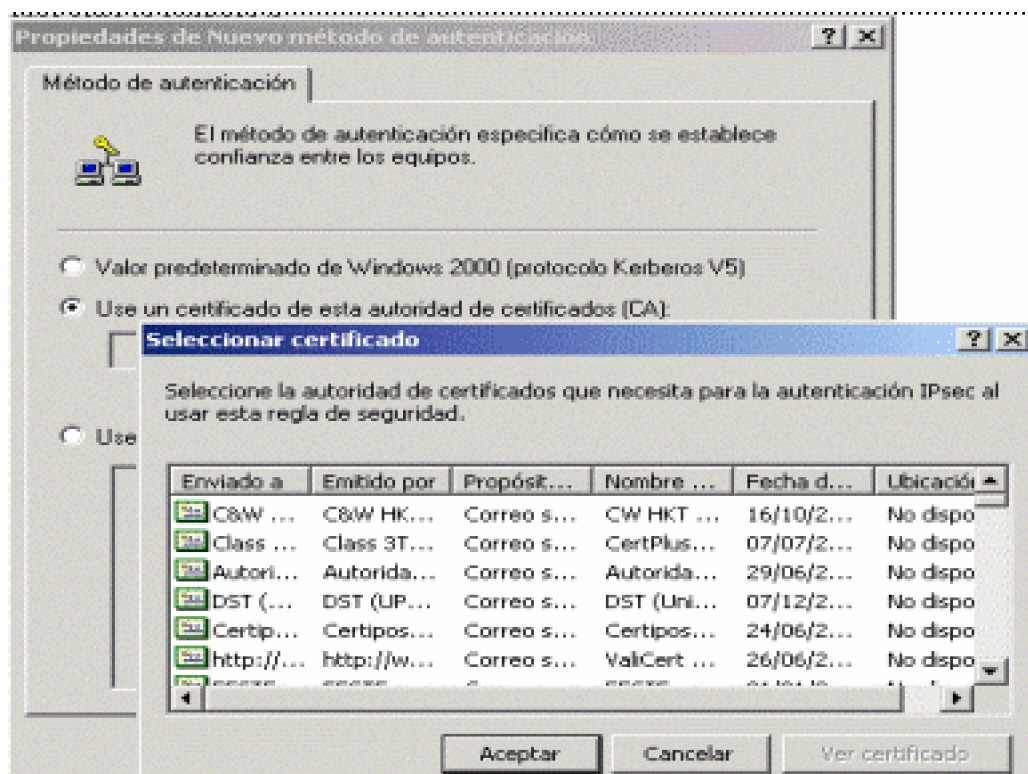 Propiedades de Nuevo método de autenticación
Método de autenticación
El método de autenticación especifica cómo se establece
confianza entre los equipos.
Valor predeterminado de Windows 2000 (protocolo Kerberos V5)
Use un certificado de esta autoridad de certificados (CA):
Use
Seleccionar certificado
Seleccione la autoridad de certificados que necesita para la autenticación IPsec al
usar esta regla de seguridad.
Enviado a Emitido por Propósit... Nombre ... Fecha d... Ubicació
C&W ... C&W HK... Correo s... CW HKT ... 16/10/2... No dispo
Class ... Class 3T... Correo s... CertPlus... 07/07/2... No dispo
Autori... Autorida... Correo s... Autorida... 29/06/2... No dispo
DST (... DST (UP... Correo s... DST (Uni... 07/12/2... No dispo
Certip... Certipos... Correo s... Certipos... 24/06/2... No dispo
http://... http://w... Correo s... ValiCert ... 26/06/2... No dispo
Aceptar Cancelar Ver certificado